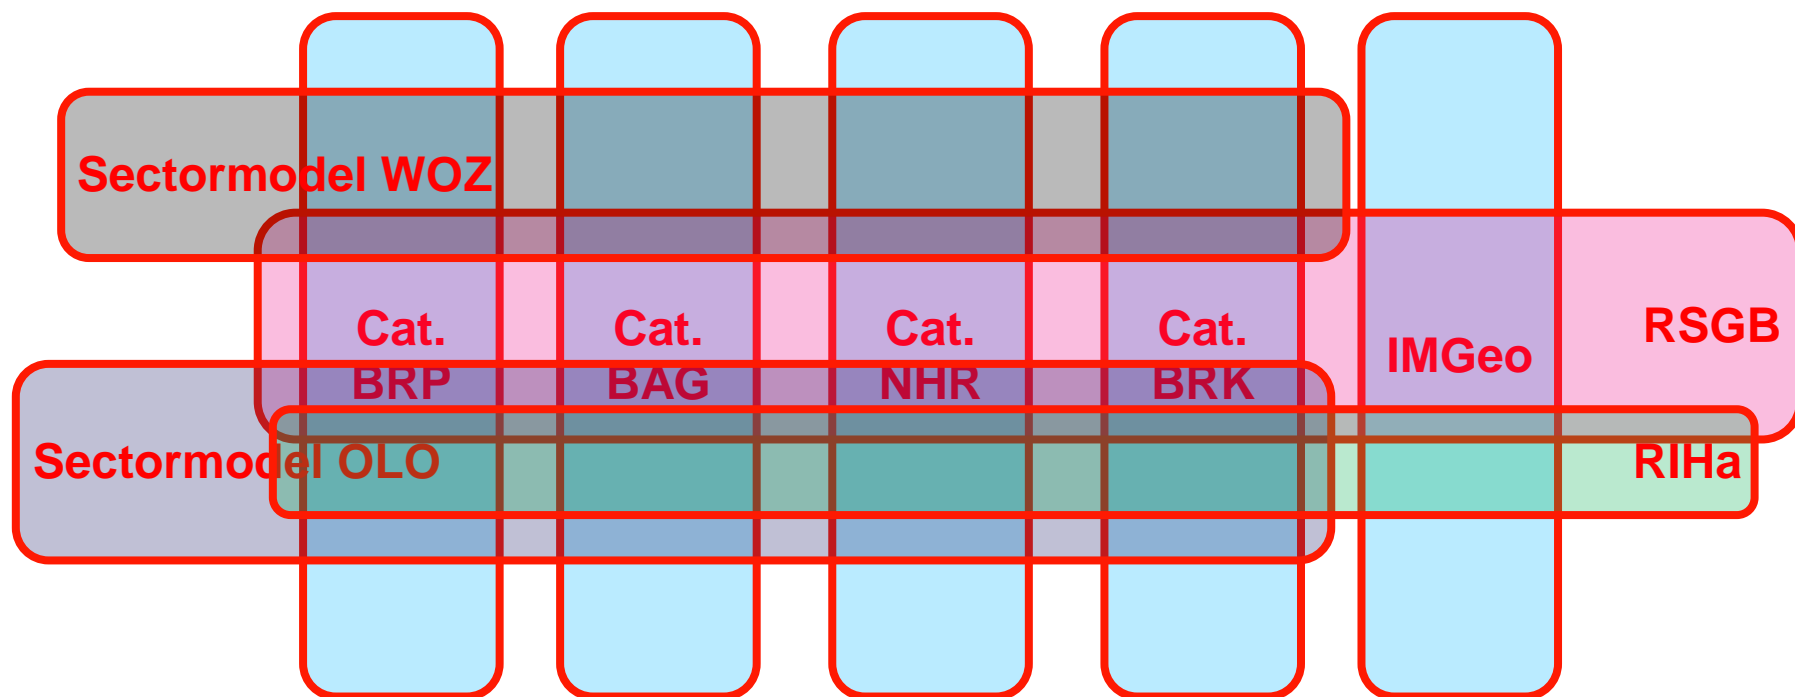 Sectormodel WOZ
Cat.
BRP
Cat.
BAG
Cat.
NHR
Cat.
BRK
IMGeo
RSGB
Sectormodel OLO
RIHa